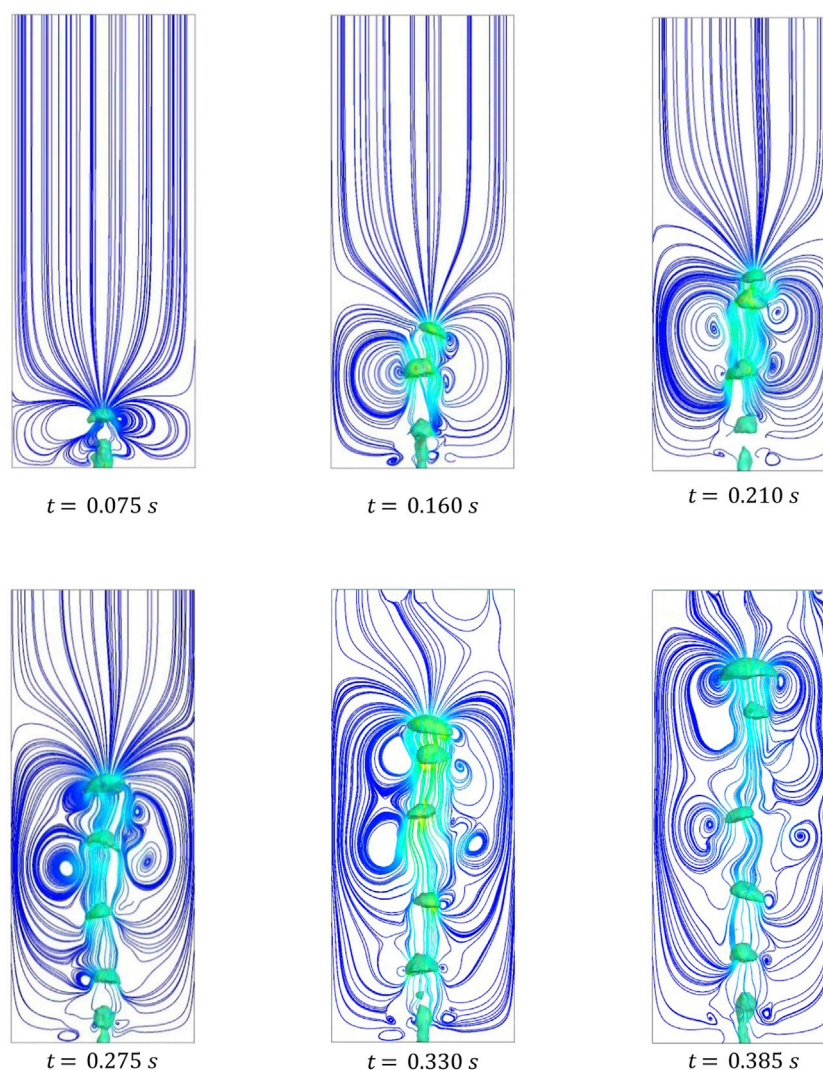 t = 0.075 s
t = 0.160 s
t = 0.210 s
t = 0.275 s
t = 0.330 s
t = 0.385 s